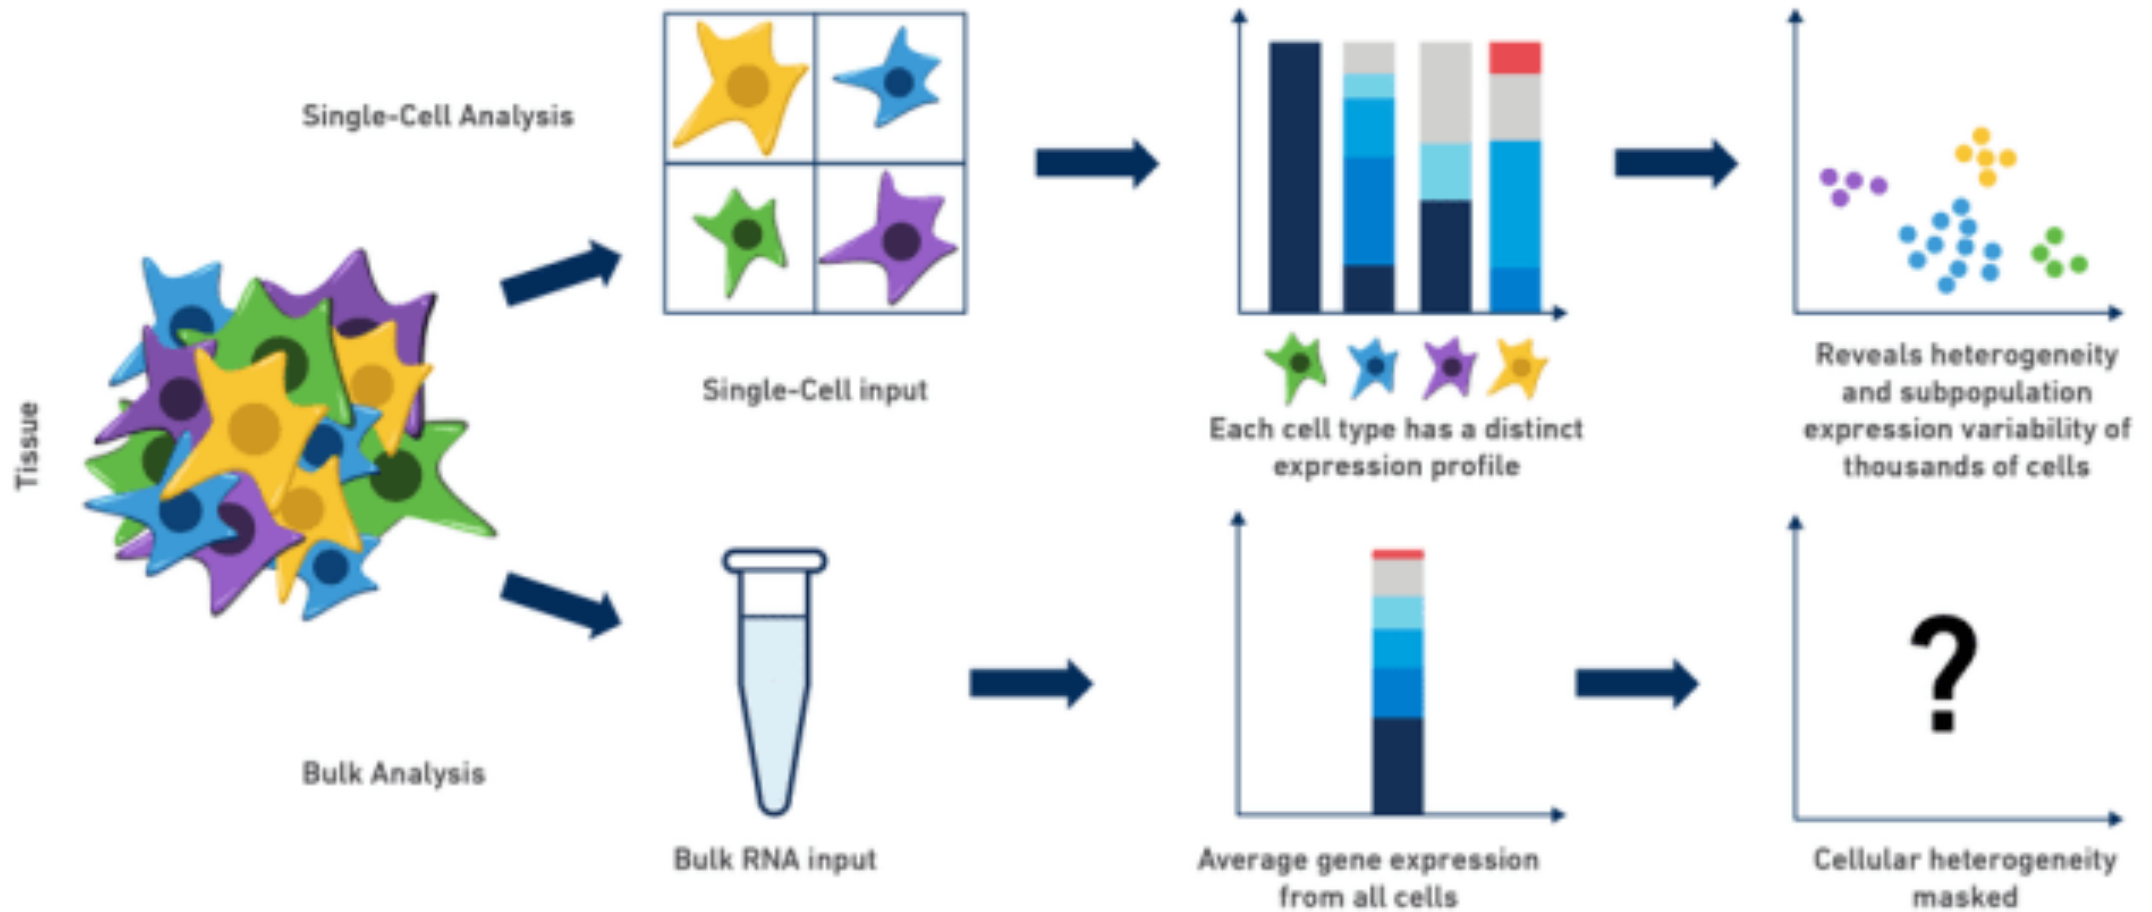 Tissue
Single-Cell Analysis
Single-Cell input
Each cell type has a distinct
expression profile
Reveals heterogeneity
and subpopulation
expression variability of
thousands of cells
Bulk Analysis
Bulk RNA input
Average gene expression
from all cells
?
Cellular heterogeneity
masked